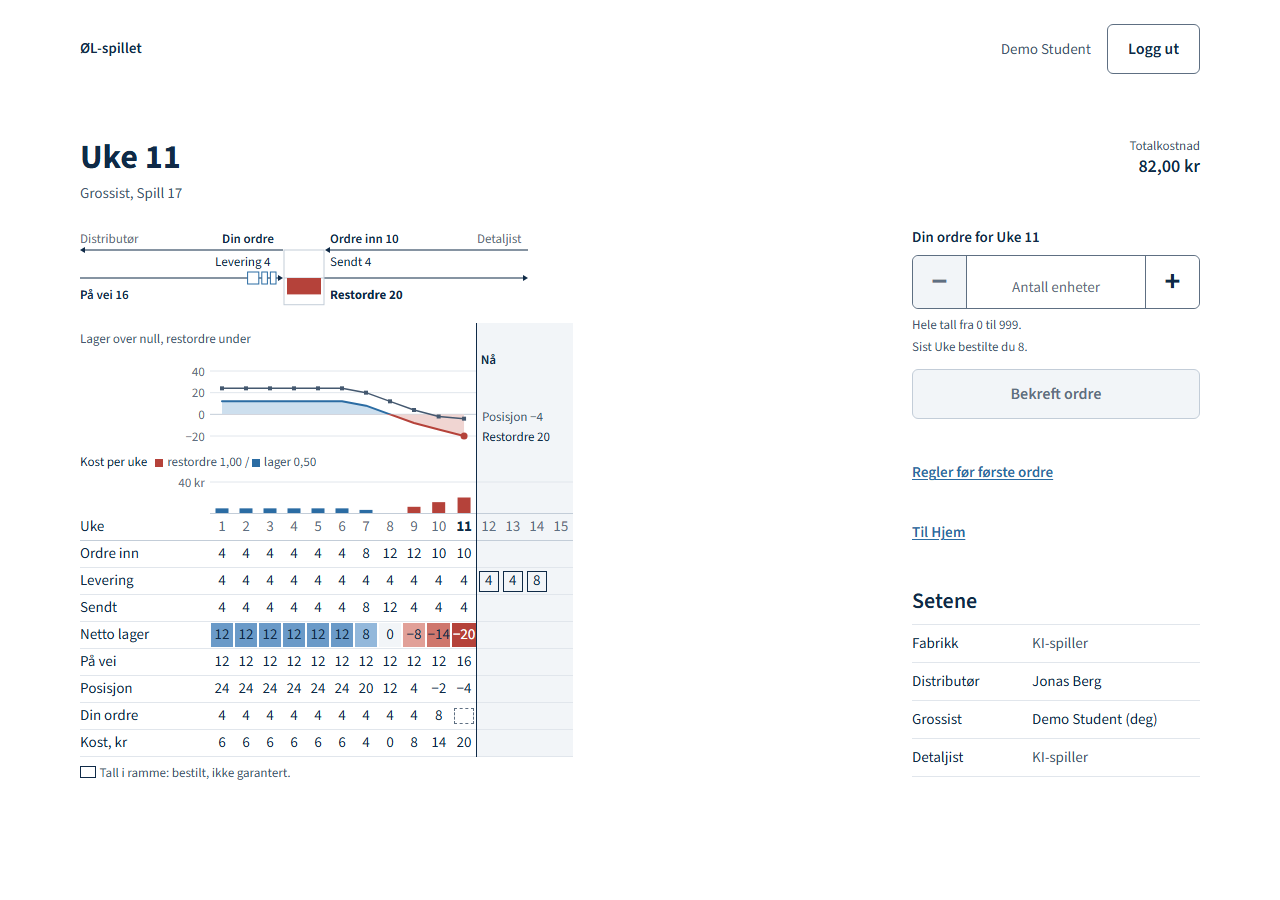 ØL-spillet
Demo Student
Logg ut
Uke 11
Grossist, Spill 17
Totalkostnad
82,00 kr
Distributør
Din ordre
Ordre inn 10
Detaljist
Levering 4
Sendt 4
På vei 16
Restordre 20
Lager over null, restordre under
Nå
40
20
0
−20
Posisjon −4
Restordre 20
Kost per uke restordre 1,00 / lager 0,50
40 kr
Uke 1 2 3 4 5 6 7 8 9 10 11 12 13 14 15
Ordre inn 4 4 4 4 4 4 8 12 12 10 10
Levering 4 4 4 4 4 4 4 4 4 4 4 4 4 8
Sendt 4 4 4 4 4 4 8 12 4 4 4
Netto lager 12 12 12 12 12 12 8 0 −8 −14 −20
På vei 12 12 12 12 12 12 12 12 12 12 16
Posisjon 24 24 24 24 24 24 20 12 4 −2 −4
Din ordre 4 4 4 4 4 4 4 4 4 8
Kost, kr 6 6 6 6 6 6 4 0 8 14 20
Tall i ramme: bestilt, ikke garantert.
Din ordre for Uke 11
− Antall enheter +
Hele tall fra 0 til 999.
Sist Uke bestilte du 8.
Bekreft ordre
Regler før første ordre
Til Hjem
Setene
Fabrikk KI-spiller
Distributør Jonas Berg
Grossist Demo Student (deg)
Detaljist KI-spiller